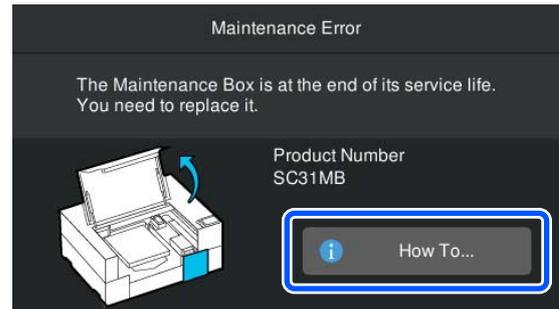 Maintenance Error
The Maintenance Box is at the end of its service life.
You need to replace it.
Product Number
SC31MB
How To...